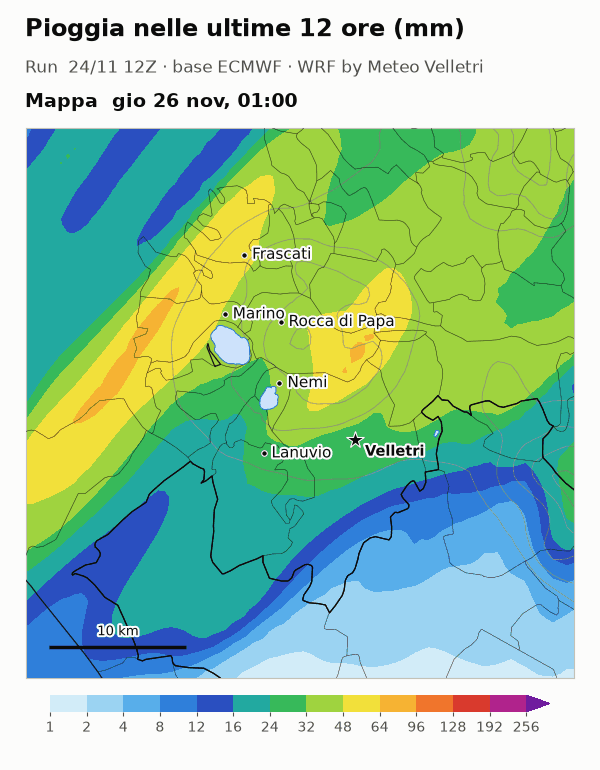 Pioggia nelle ultime 12 ore (mm)
Run  24/11 12Z · base ECMWF · WRF by Meteo Velletri
Mappa  gio 26 nov, 01:00
Frascati
Marino
Rocca di Papa
Nemi
Velletri
Lanuvio
10 km
1 2 4 8 12 16 24 32 48 64 96 128 192 256